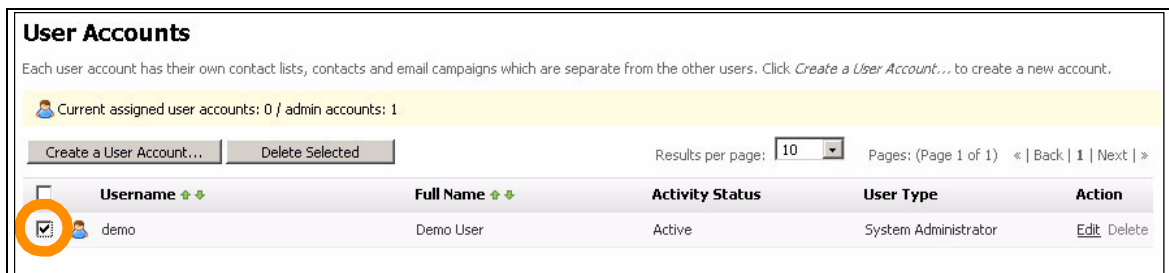 User Accounts
Each user account has their own contact lists, contacts and email campaigns which are separate from the other users. Click Create a User Account... to create a new account.
Current assigned user accounts: 0 / admin accounts: 1
Create a User Account... Delete Selected Results per page: 10 Pages: (Page 1 of 1) « | Back | 1 | Next | »
Username Full Name Activity Status User Type Action
demo Demo User Active System Administrator Edit Delete